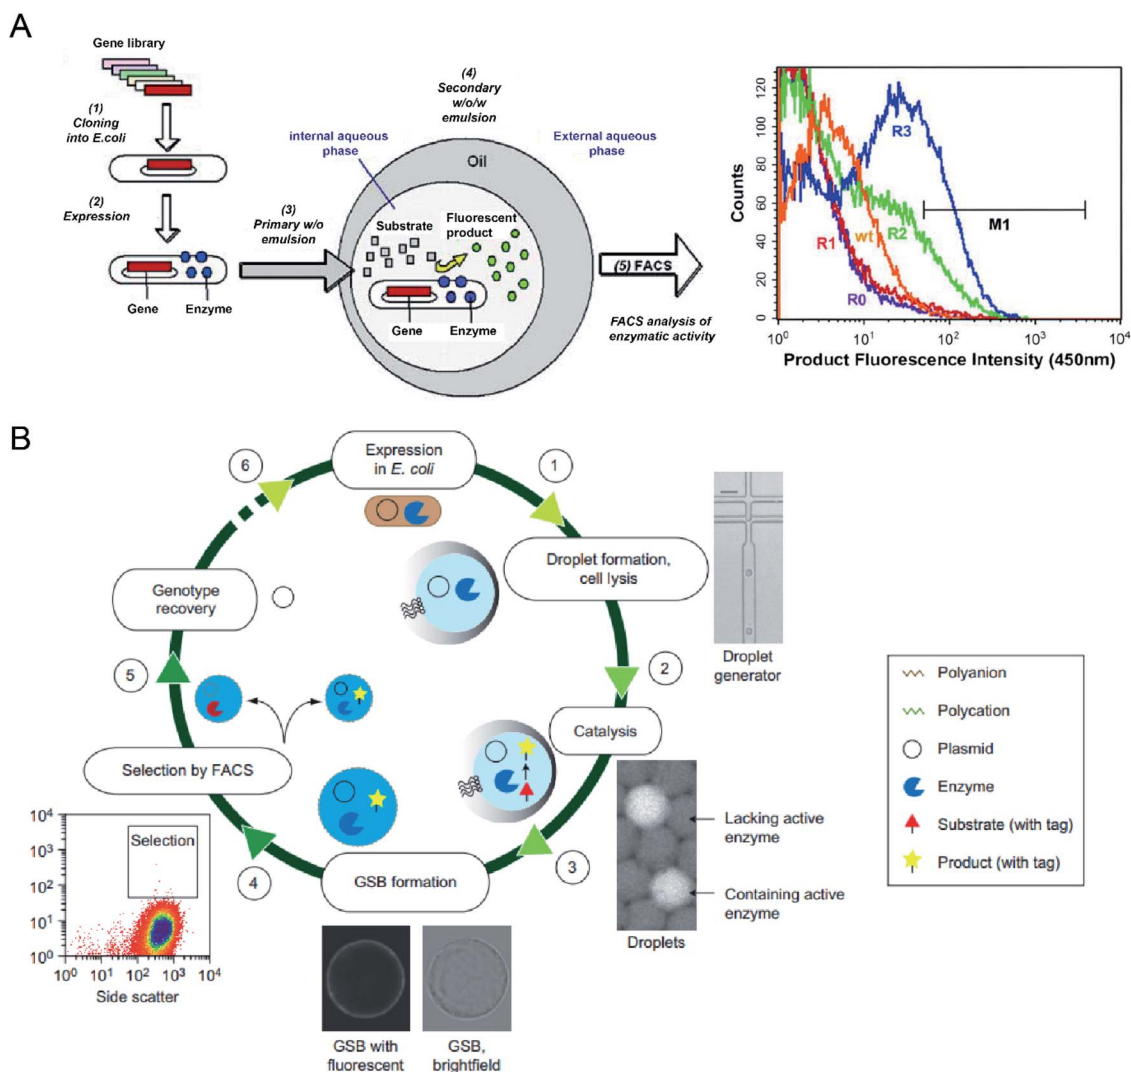 A
Gene library
(1)
Cloning
into E.coli
(2)
Expression
Gene
Enzyme
(3)
Primary w/o
emulsion
(4)
Secondary
w/o/w
emulsion
internal aqueous
phase
External aqueous
phase
Oil
Substrate
Fluorescent
product
Gene
Enzyme
(5) FACS
FACS analysis of
enzymatic activity
Counts
120
100
80
60
40
20
0
R3
M1
R1
wt
R2
R0
10^0
10^1
10^2
10^3
10^4
Product Fluorescence Intensity (450nm)
B
Expression
in E. coli
1
Droplet formation,
cell lysis
Droplet
generator
2
Catalysis
Lacking active
enzyme
Containing active
enzyme
Droplets
3
GSB formation
GSB with
fluorescent
GSB,
brightfield
4
Selection by FACS
10^4
10^3
10^2
10^1
10^0
Selection
10^0 10^1 10^2 10^3 10^4
Side scatter
5
Genotype
recovery
6
Polyanion
Polycation
Plasmid
Enzyme
Substrate (with tag)
Product (with tag)